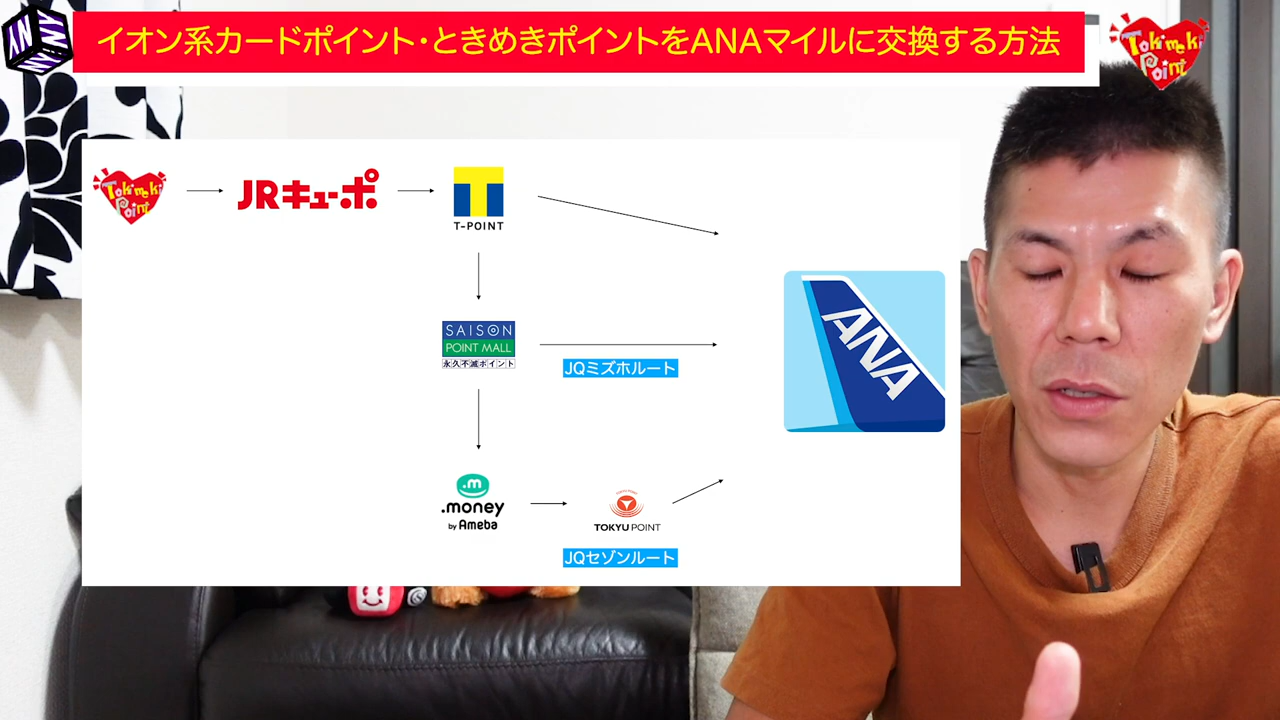 イオン系カードポイント・ときめきポイントをANAマイルに交換する方法
Tokimeki
Point
Tokimeki
Point
JRキューポ
T-POINT
SAISON
POINT MALL
永久不滅ポイント
JQミズホルート
ANA
.m
.money
by Ameba
TOKYU POINT
JQセゾンルート